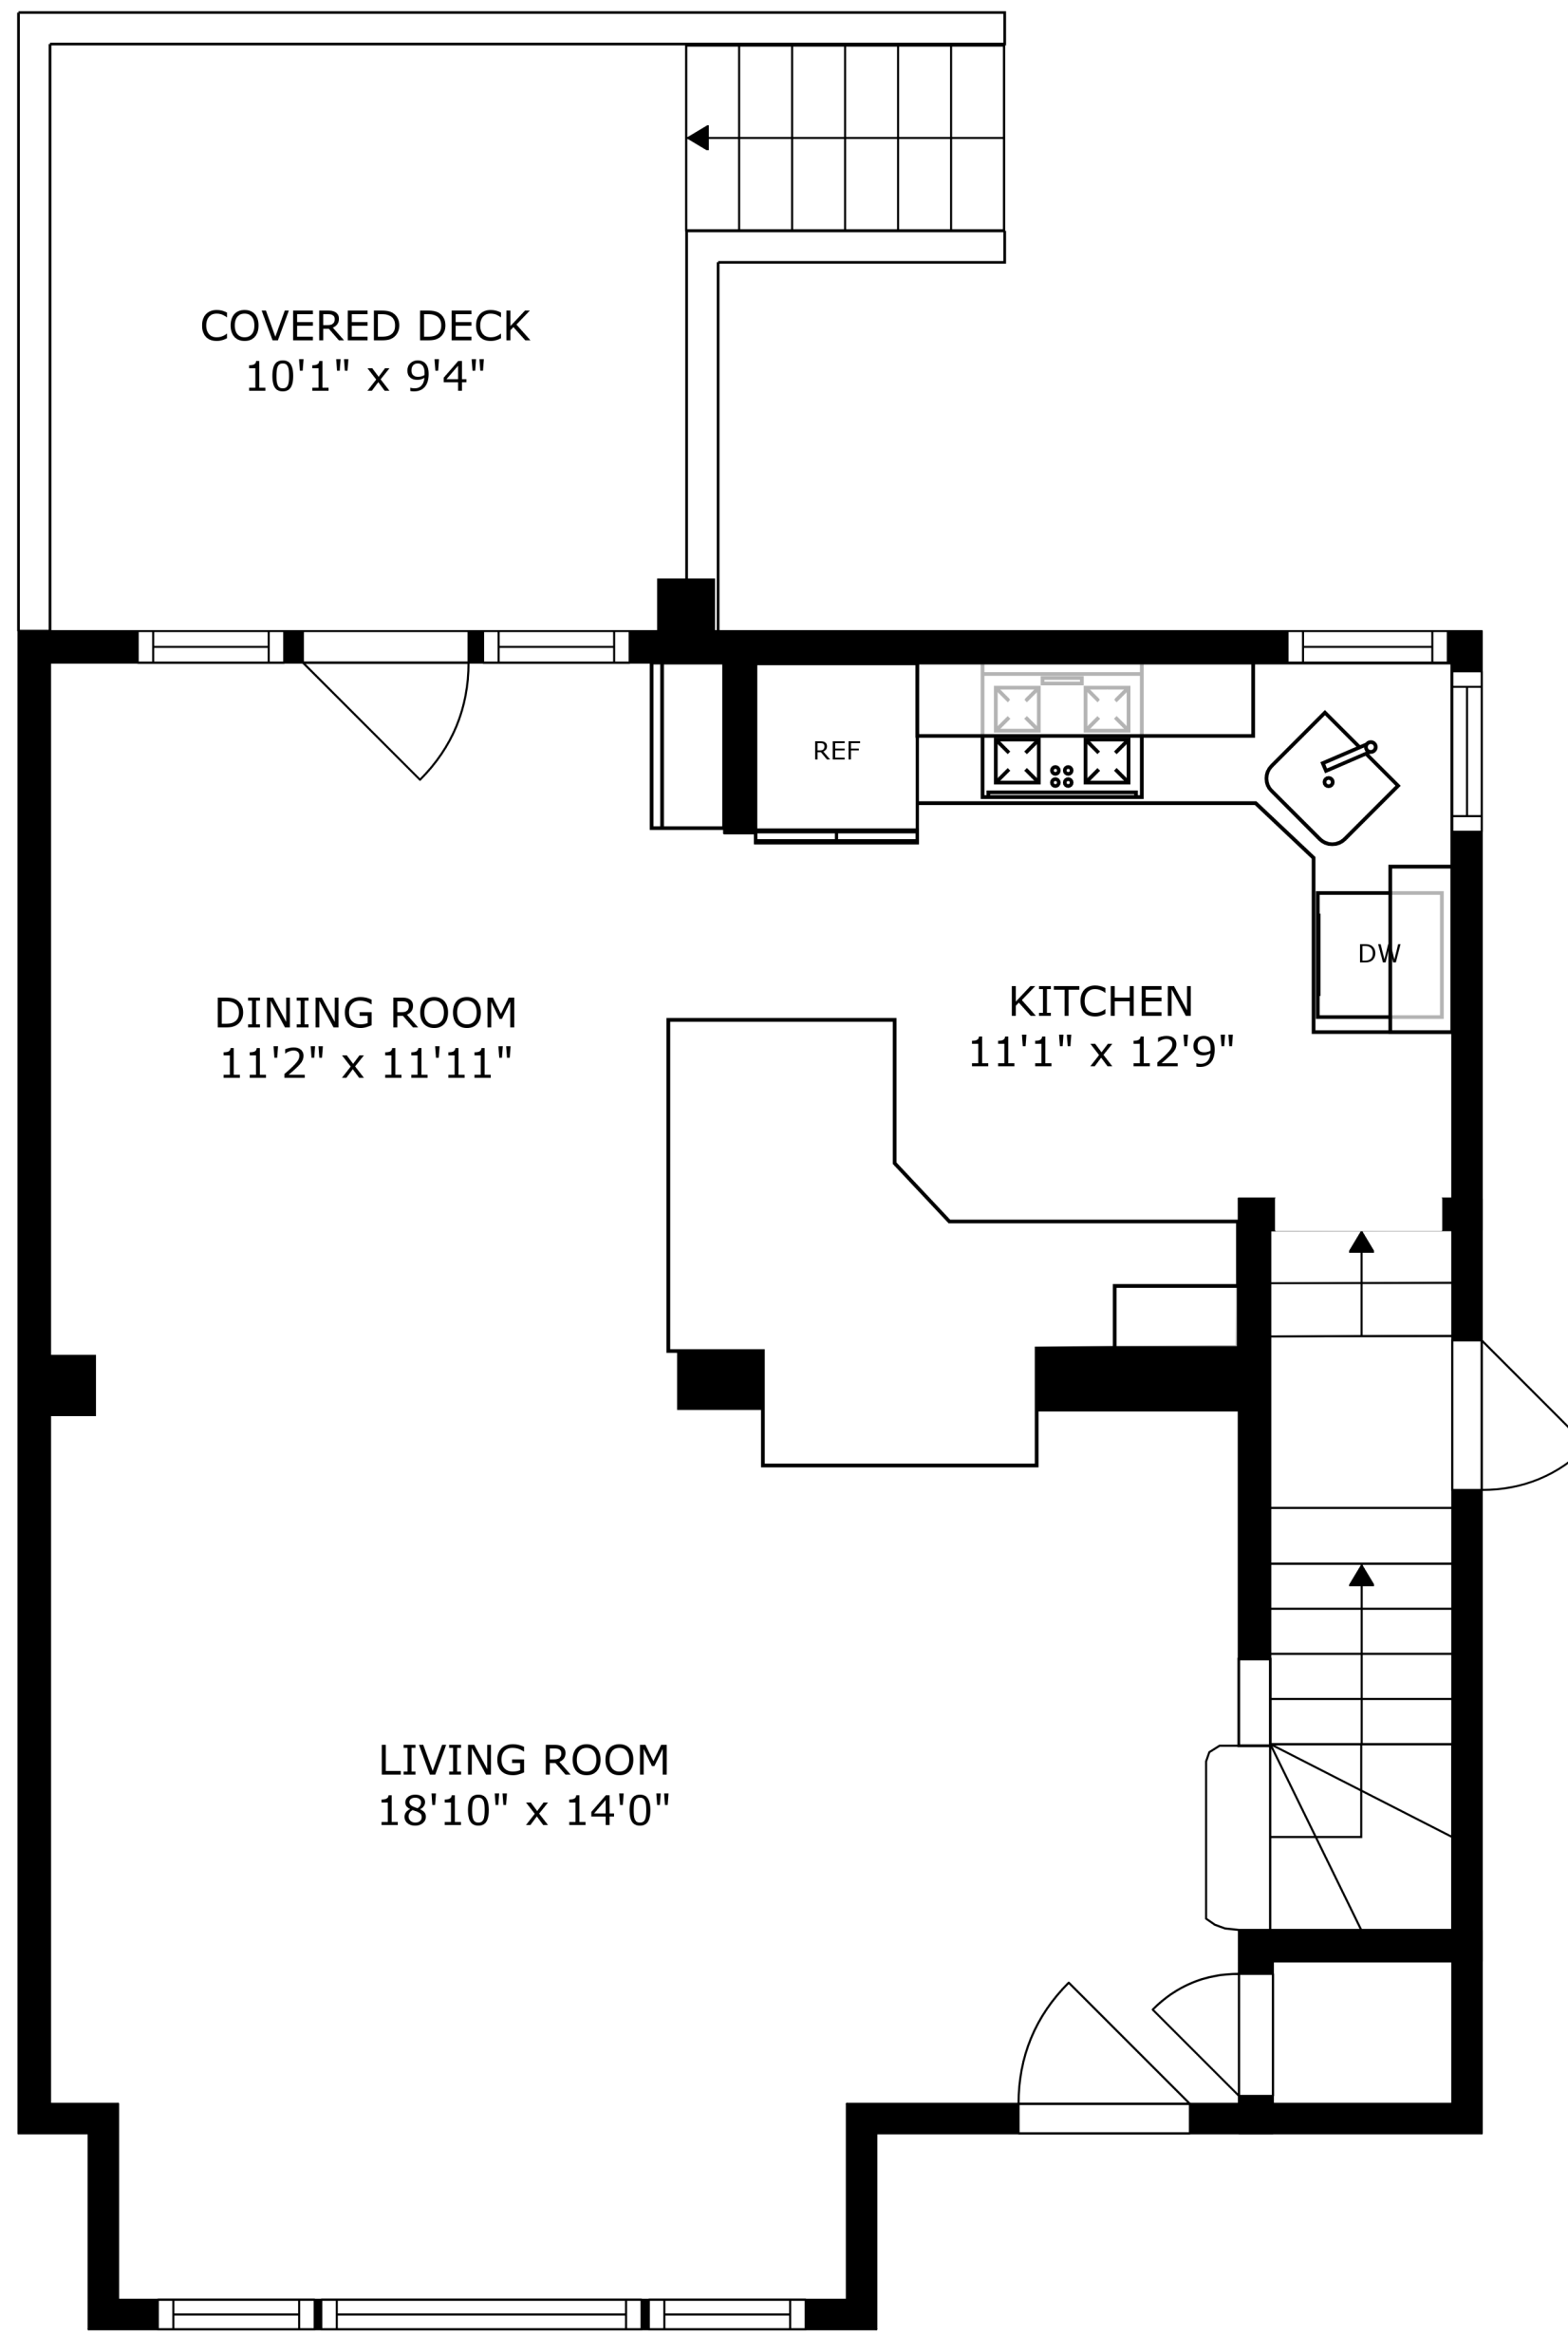 COVERED DECK
10'1" x 9'4"
REF
DW
DINING ROOM
11'2" x 11'11"
KITCHEN
11'11" x 12'9"
LIVING ROOM
18'10" x 14'0"